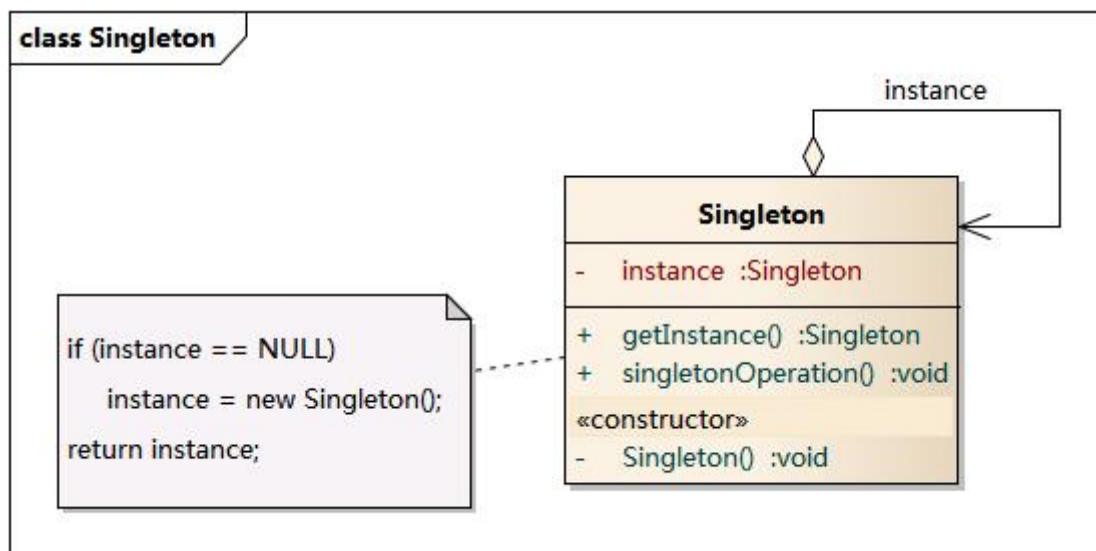 class Singleton
instance
Singleton
- instance :Singleton
+ getInstance() :Singleton
+ singletonOperation() :void
«constructor»
- Singleton() :void
if (instance == NULL)
instance = new Singleton();
return instance;